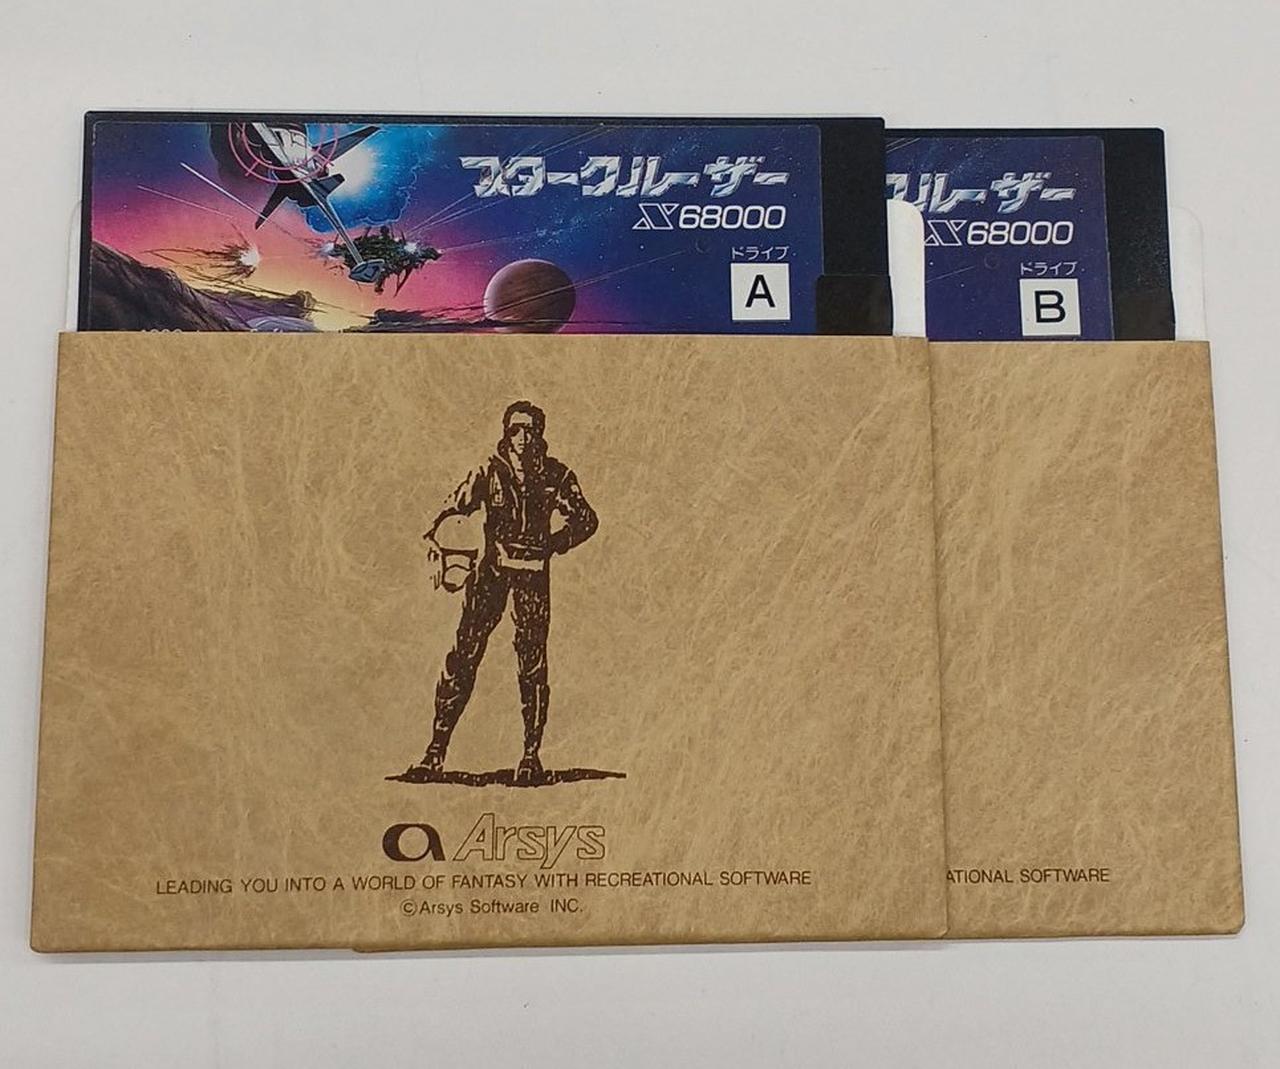 スタークルーザー
X68000
ドライブ
A
クルーザー
X68000
ドライブ
B
a Arsys
LEADING YOU INTO A WORLD OF FANTASY WITH RECREATIONAL SOFTWARE
©Arsys Software INC.
ATIONAL SOFTWARE